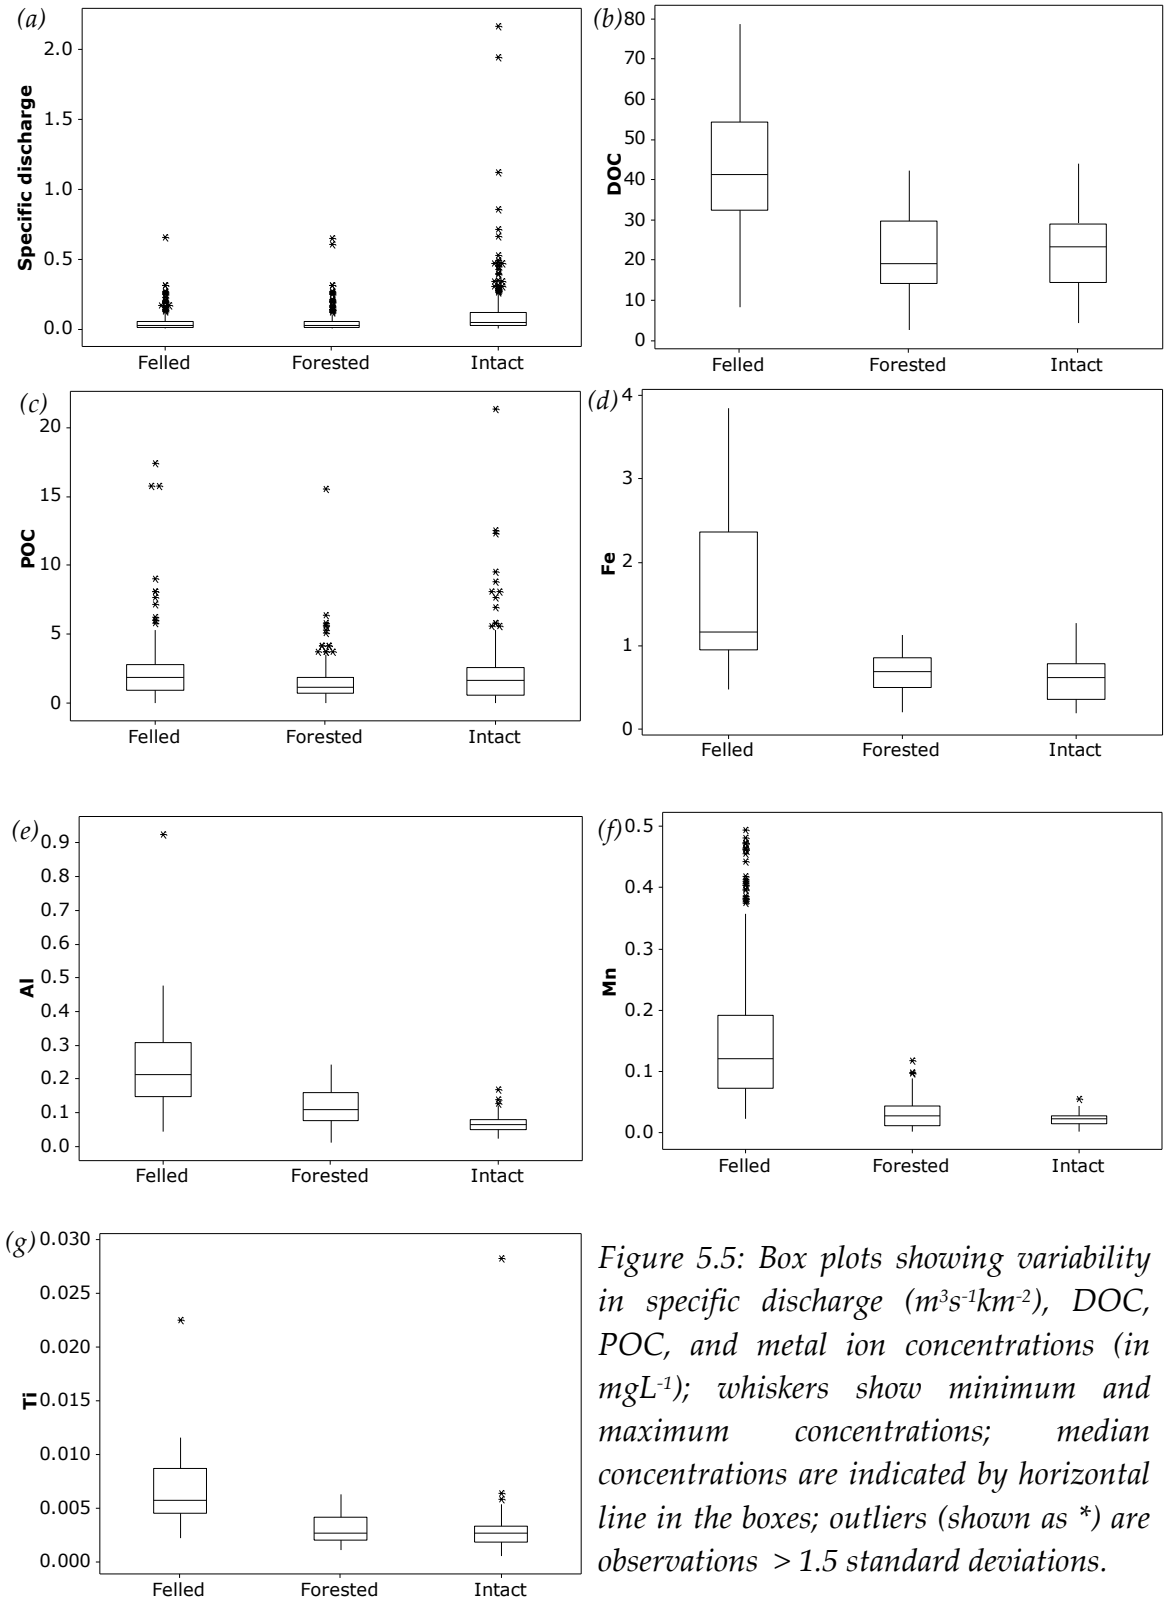 (a)
Specific discharge
2.0
1.5
1.0
0.5
0.0
Felled Forested Intact
(b)
DOC
80
70
60
50
40
30
20
10
0
Felled Forested Intact
(c)
POC
20
15
10
5
0
Felled Forested Intact
(d)
Fe
4
3
2
1
0
Felled Forested Intact
(e)
Al
0.9
0.8
0.7
0.6
0.5
0.4
0.3
0.2
0.1
0.0
Felled Forested Intact
(f)
Mn
0.5
0.4
0.3
0.2
0.1
0.0
Felled Forested Intact
(g)
Ti
0.030
0.025
0.020
0.015
0.010
0.005
0.000
Felled Forested Intact
Figure 5.5: Box plots showing variability
in specific discharge (m³s⁻¹km⁻²), DOC,
POC, and metal ion concentrations (in
mgL⁻¹); whiskers show minimum and
maximum concentrations; median
concentrations are indicated by horizontal
line in the boxes; outliers (shown as *) are
observations > 1.5 standard deviations.